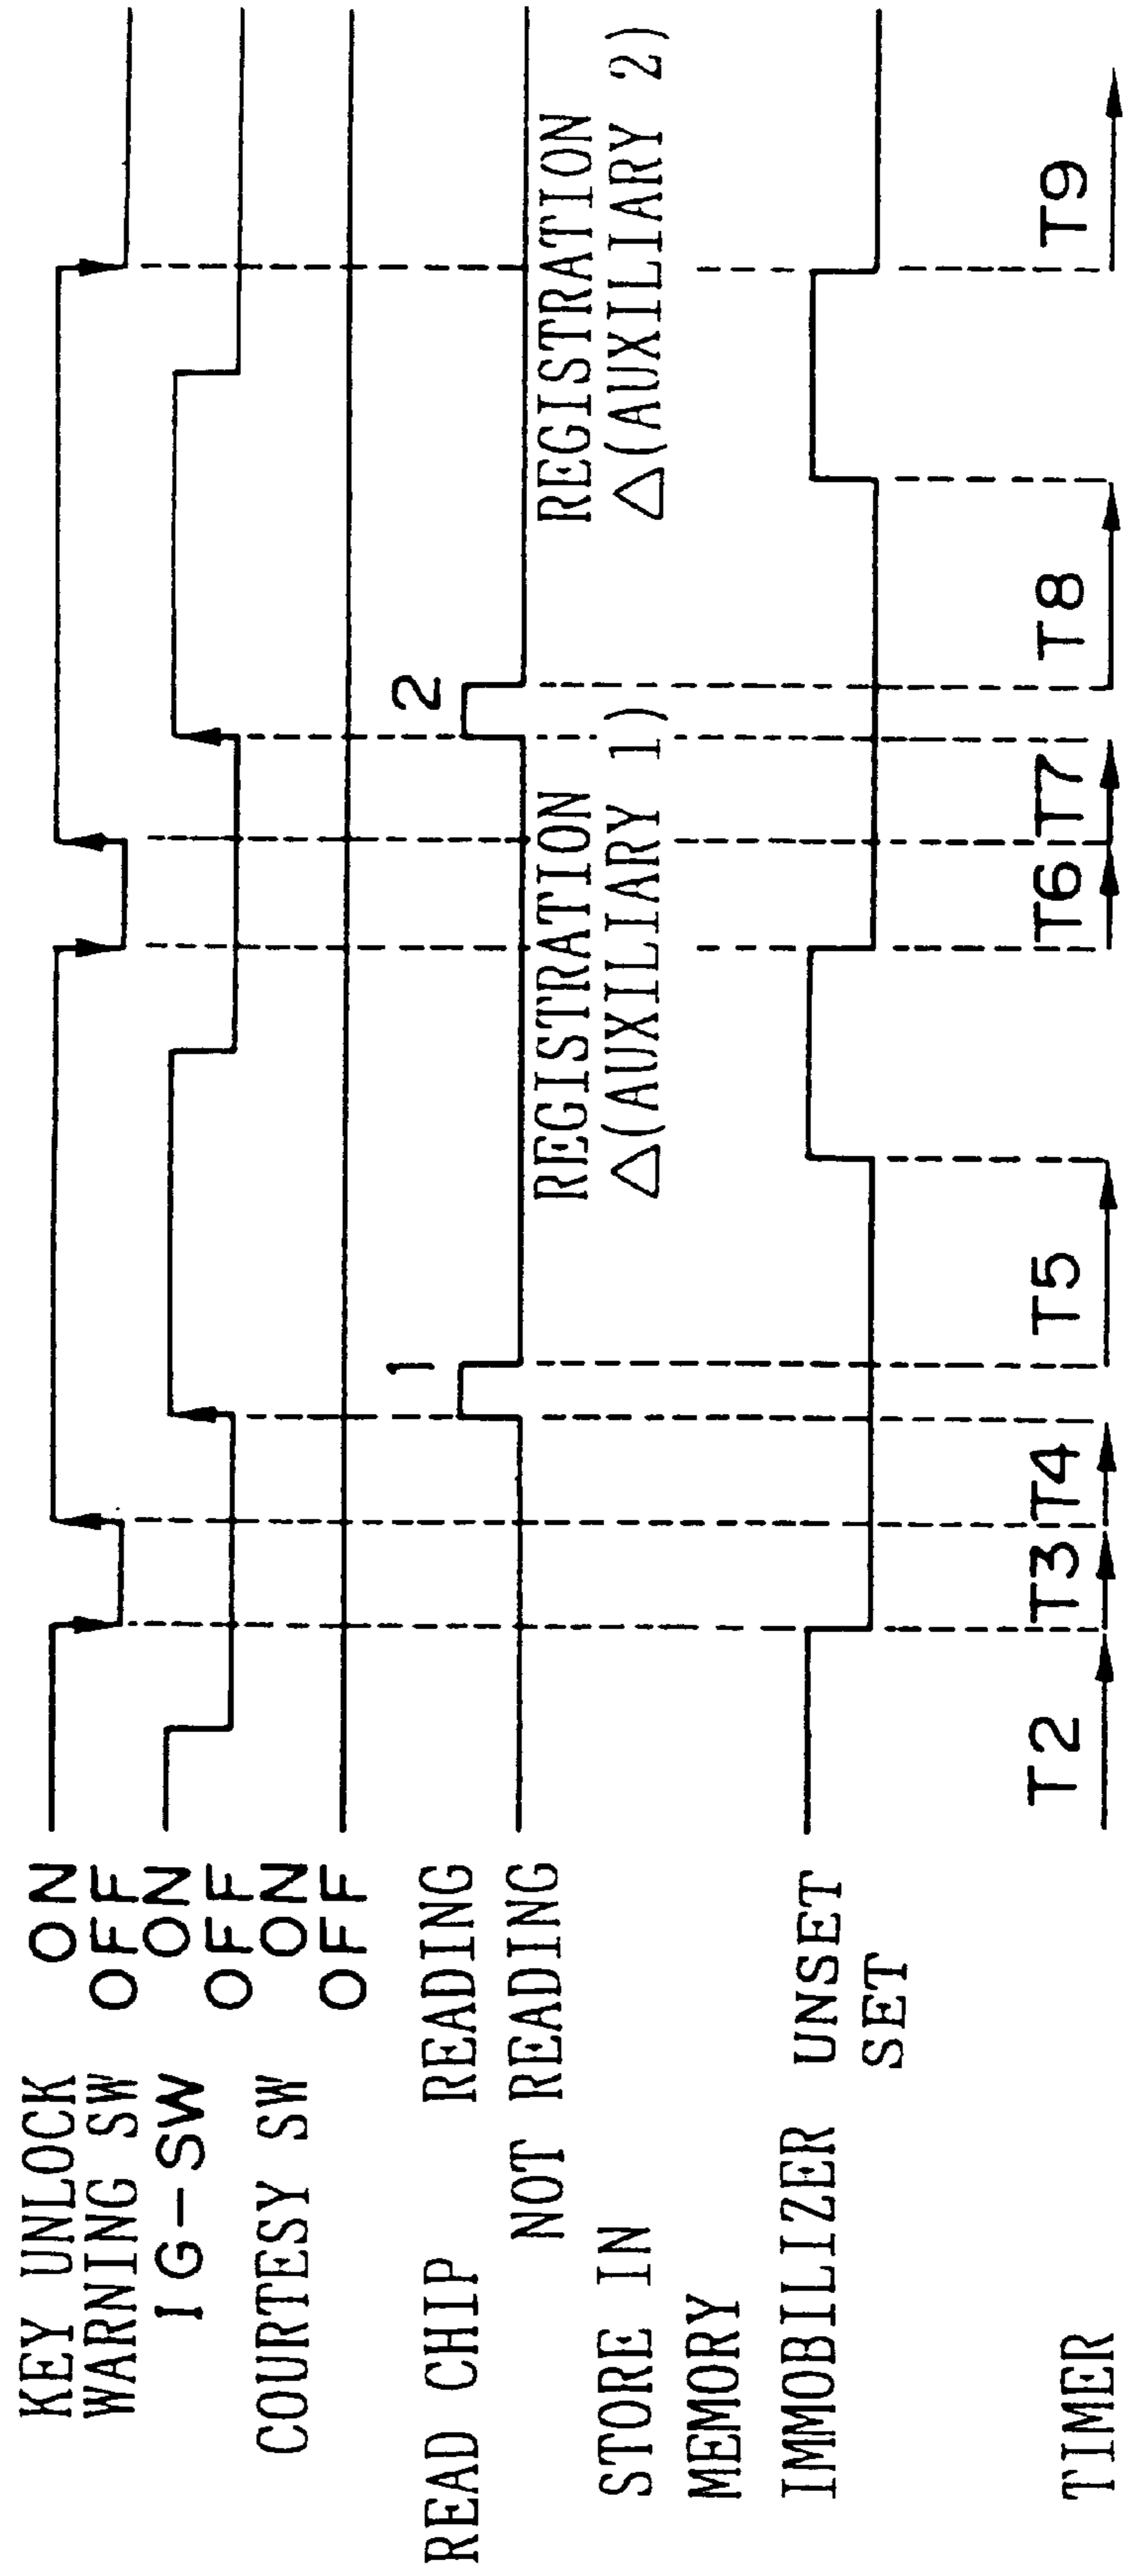 KEY UNLOCK ON
WARNING SW OFF
IG-SW ON
OFF
COURTESY SW ON
OFF
READ CHIP READING
NOT READING
1
2
STORE IN
MEMORY
REGISTRATION
△(AUXILIARY 1)
REGISTRATION
△(AUXILIARY 2)
IMMOBILIZER UNSET
SET
TIMER
T2
T3
T4
T5
T6
T7
T8
T9